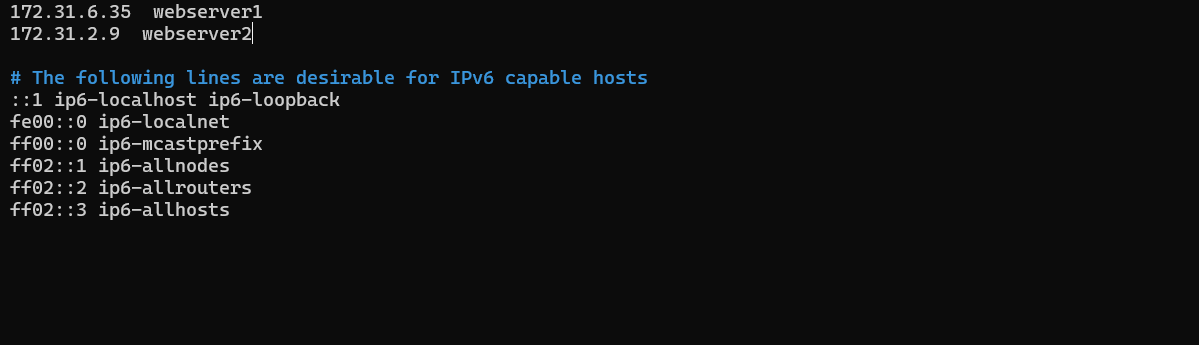 172.31.6.35  webserver1
172.31.2.9  webserver2
# The following lines are desirable for IPv6 capable hosts
::1 ip6-localhost ip6-loopback
fe00::0 ip6-localnet
ff00::0 ip6-mcastprefix
ff02::1 ip6-allnodes
ff02::2 ip6-allrouters
ff02::3 ip6-allhosts